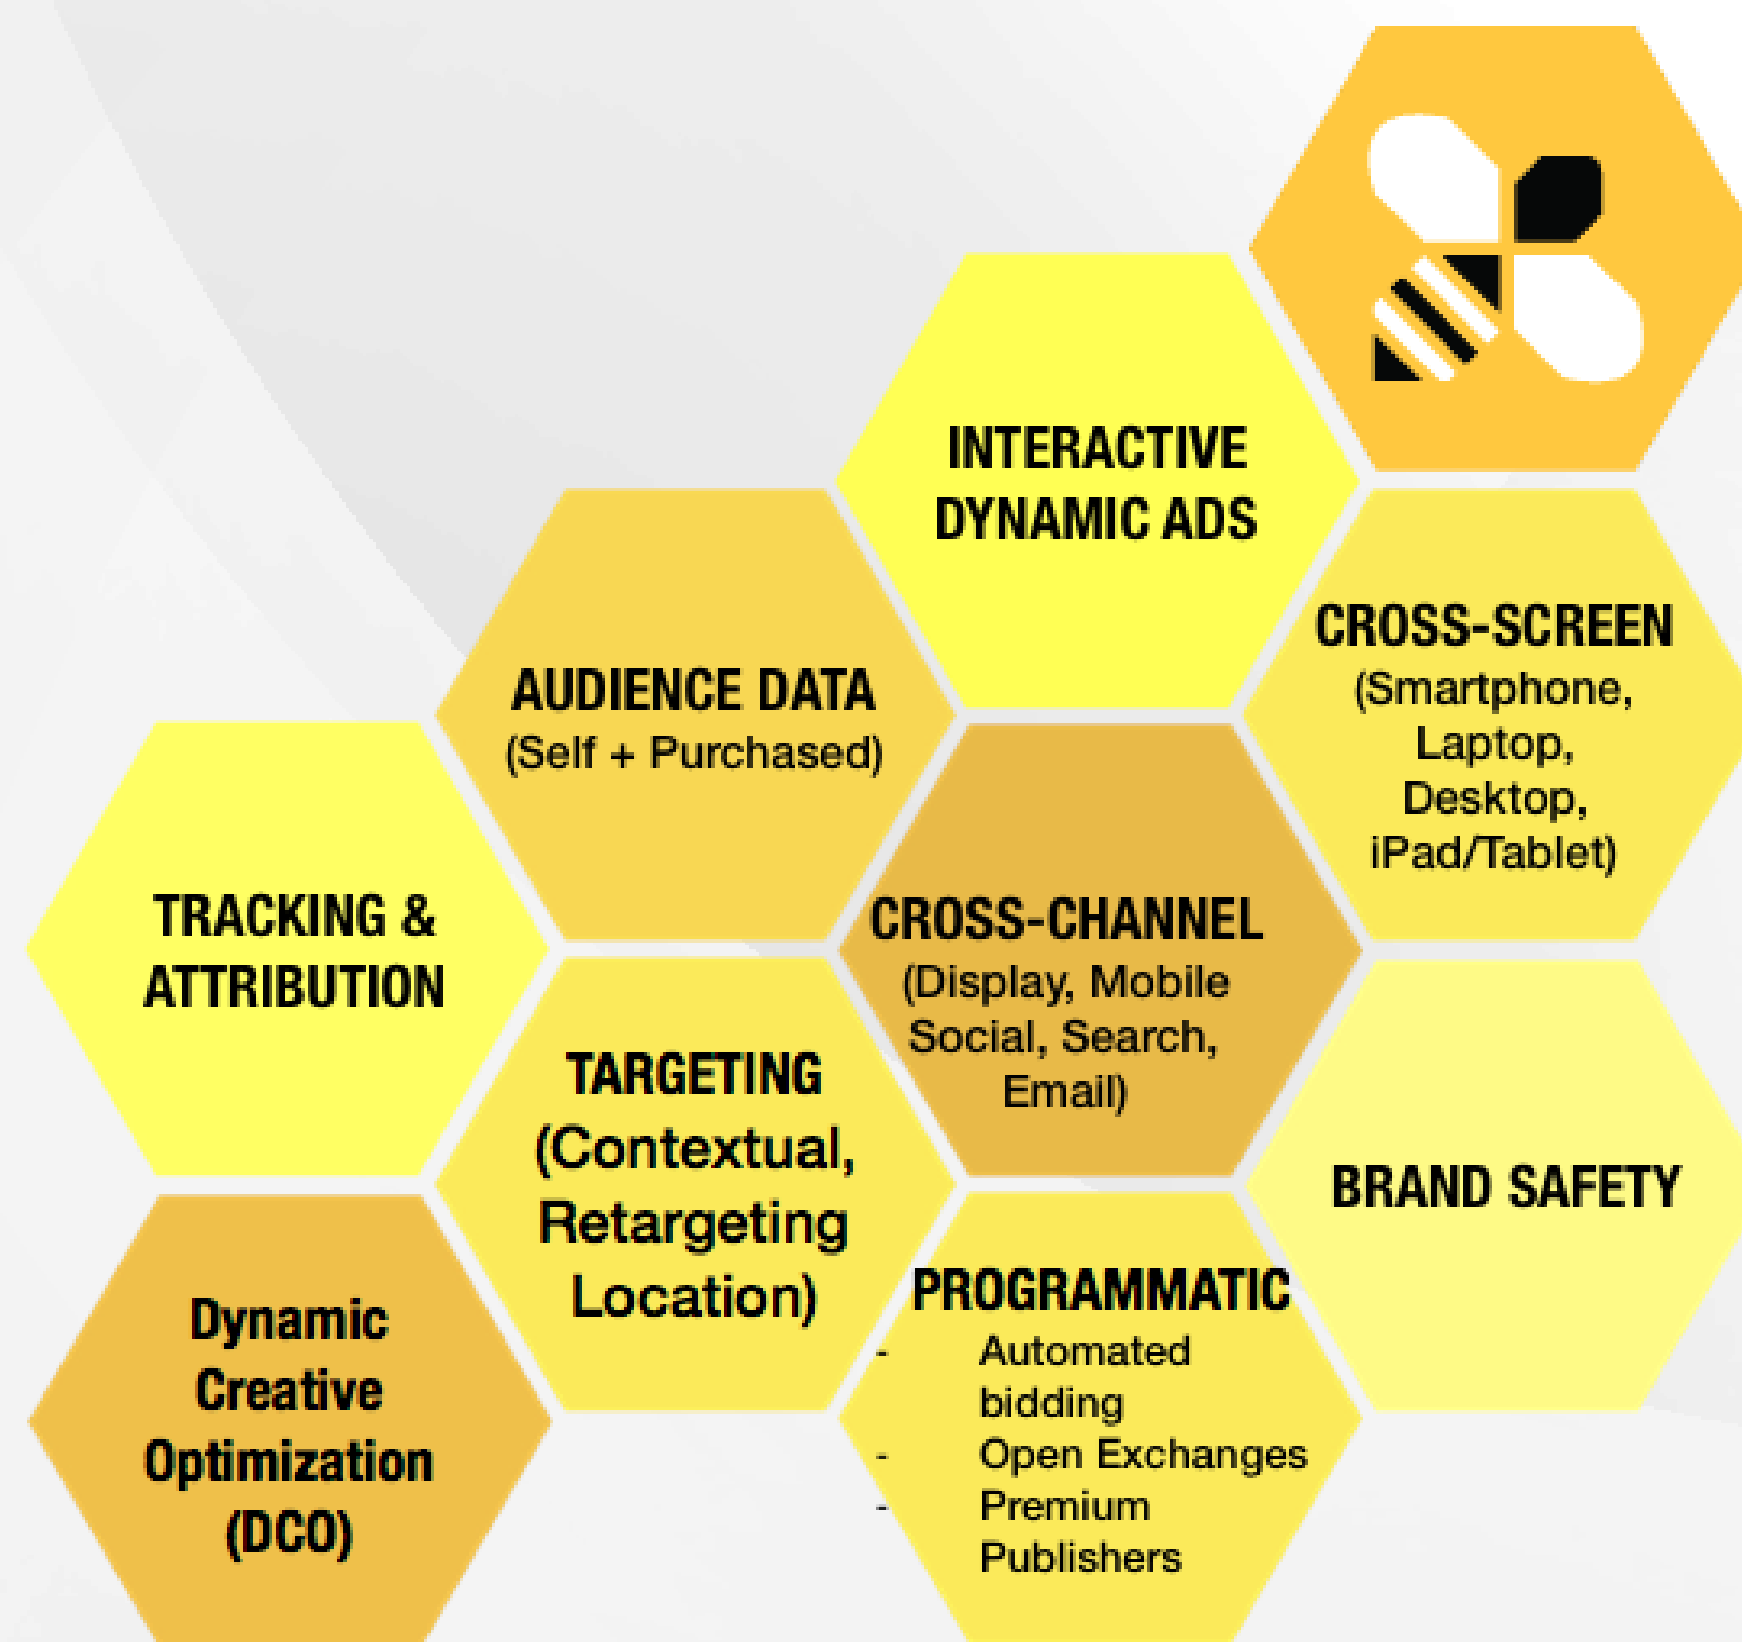 INTERACTIVE
DYNAMIC ADS
CROSS-SCREEN
(Smartphone,
Laptop,
Desktop,
iPad/Tablet)
AUDIENCE DATA
(Self + Purchased)
CROSS-CHANNEL
(Display, Mobile
Social, Search,
Email)
TRACKING &
ATTRIBUTION
TARGETING
(Contextual,
Retargeting
Location)
BRAND SAFETY
Dynamic
Creative
Optimization
(DCO)
PROGRAMMATIC
- Automated
bidding
- Open Exchanges
- Premium
Publishers